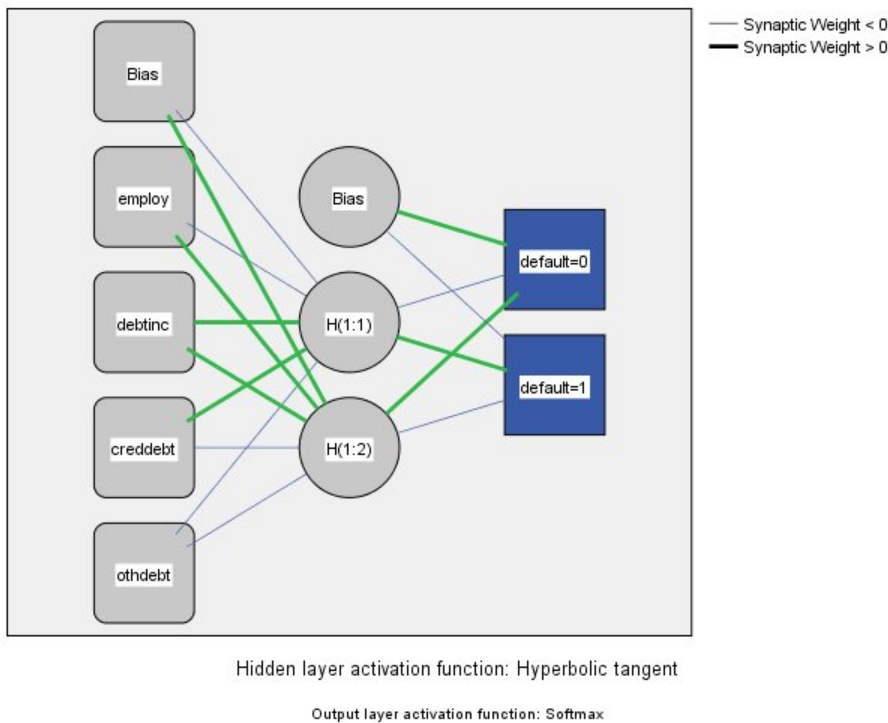 Synaptic Weight < 0
Synaptic Weight > 0
Bias
employ
debtinc
creddebt
othdebt
Bias
H(1:1)
H(1:2)
default=0
default=1
Hidden layer activation function: Hyperbolic tangent
Output layer activation function: Softmax